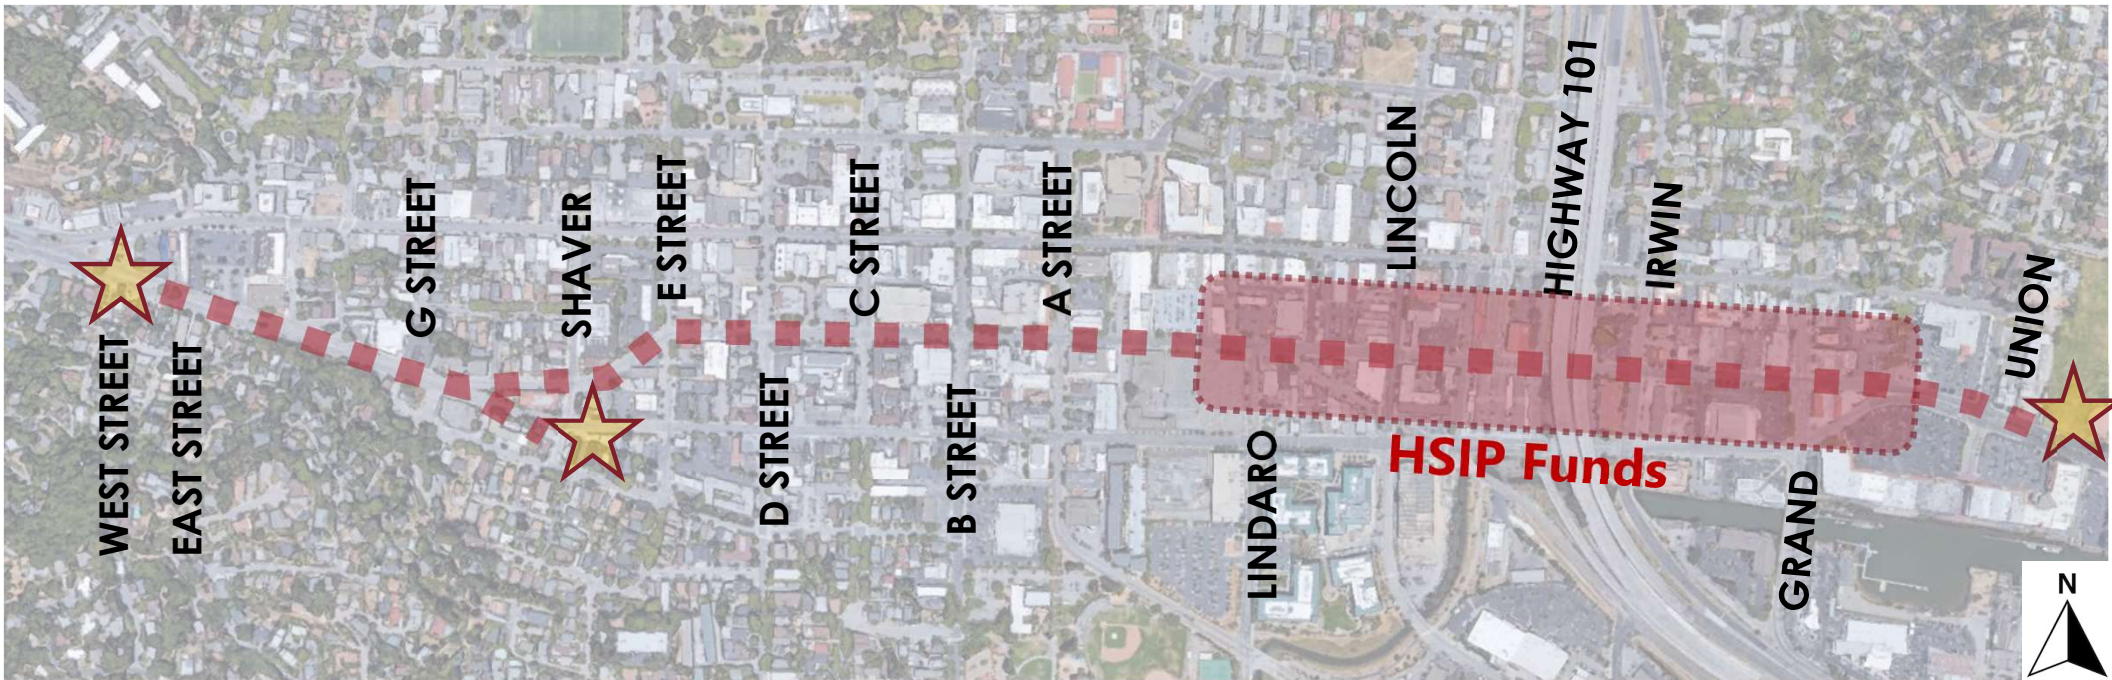 WEST STREET
EAST STREET
G STREET
SHAVER
E STREET
D STREET
C STREET
B STREET
A STREET
LINDARO
LINCOLN
HIGHWAY 101
IRWIN
GRAND
UNION
HSIP Funds
N